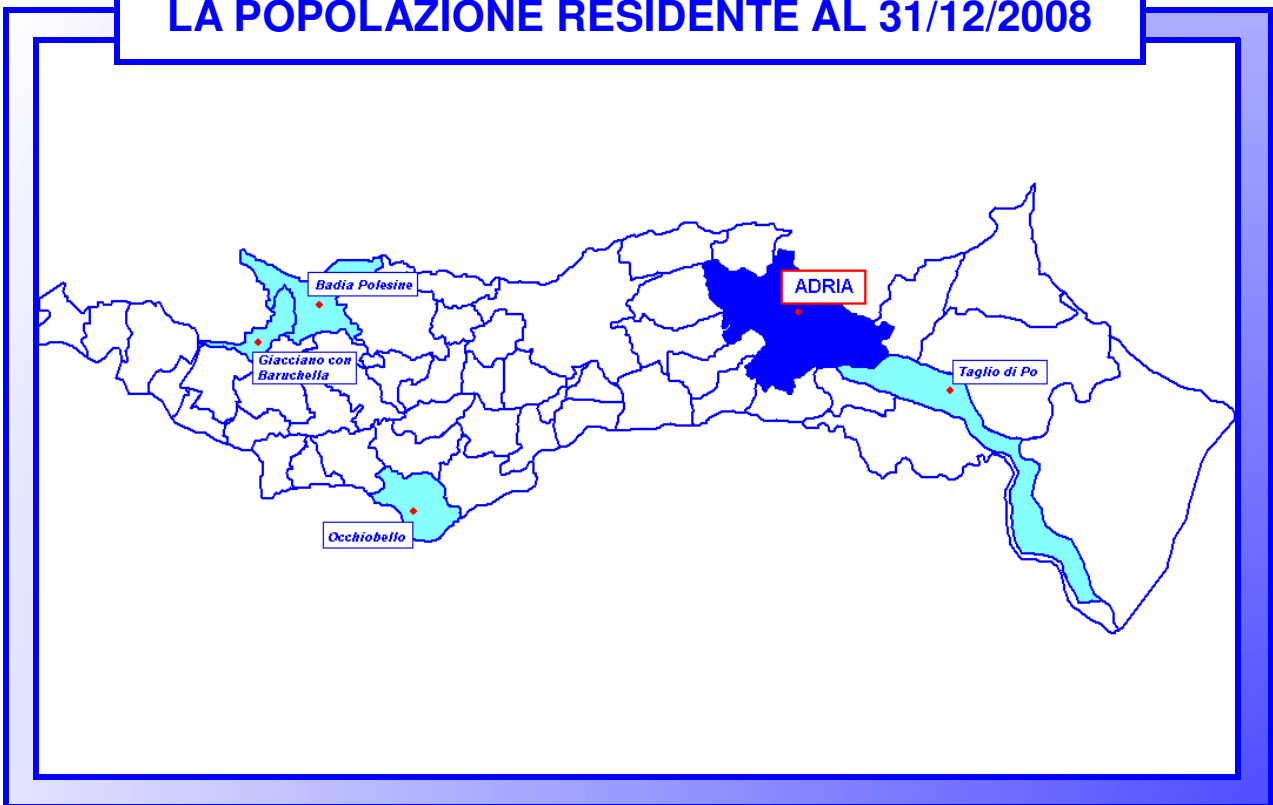 LA POPOLAZIONE RESIDENTE AL 31/12/2008
Badia Polesine
ADRIA
Giacciano con
Baruchella
Taglio di Po
Occhiobello